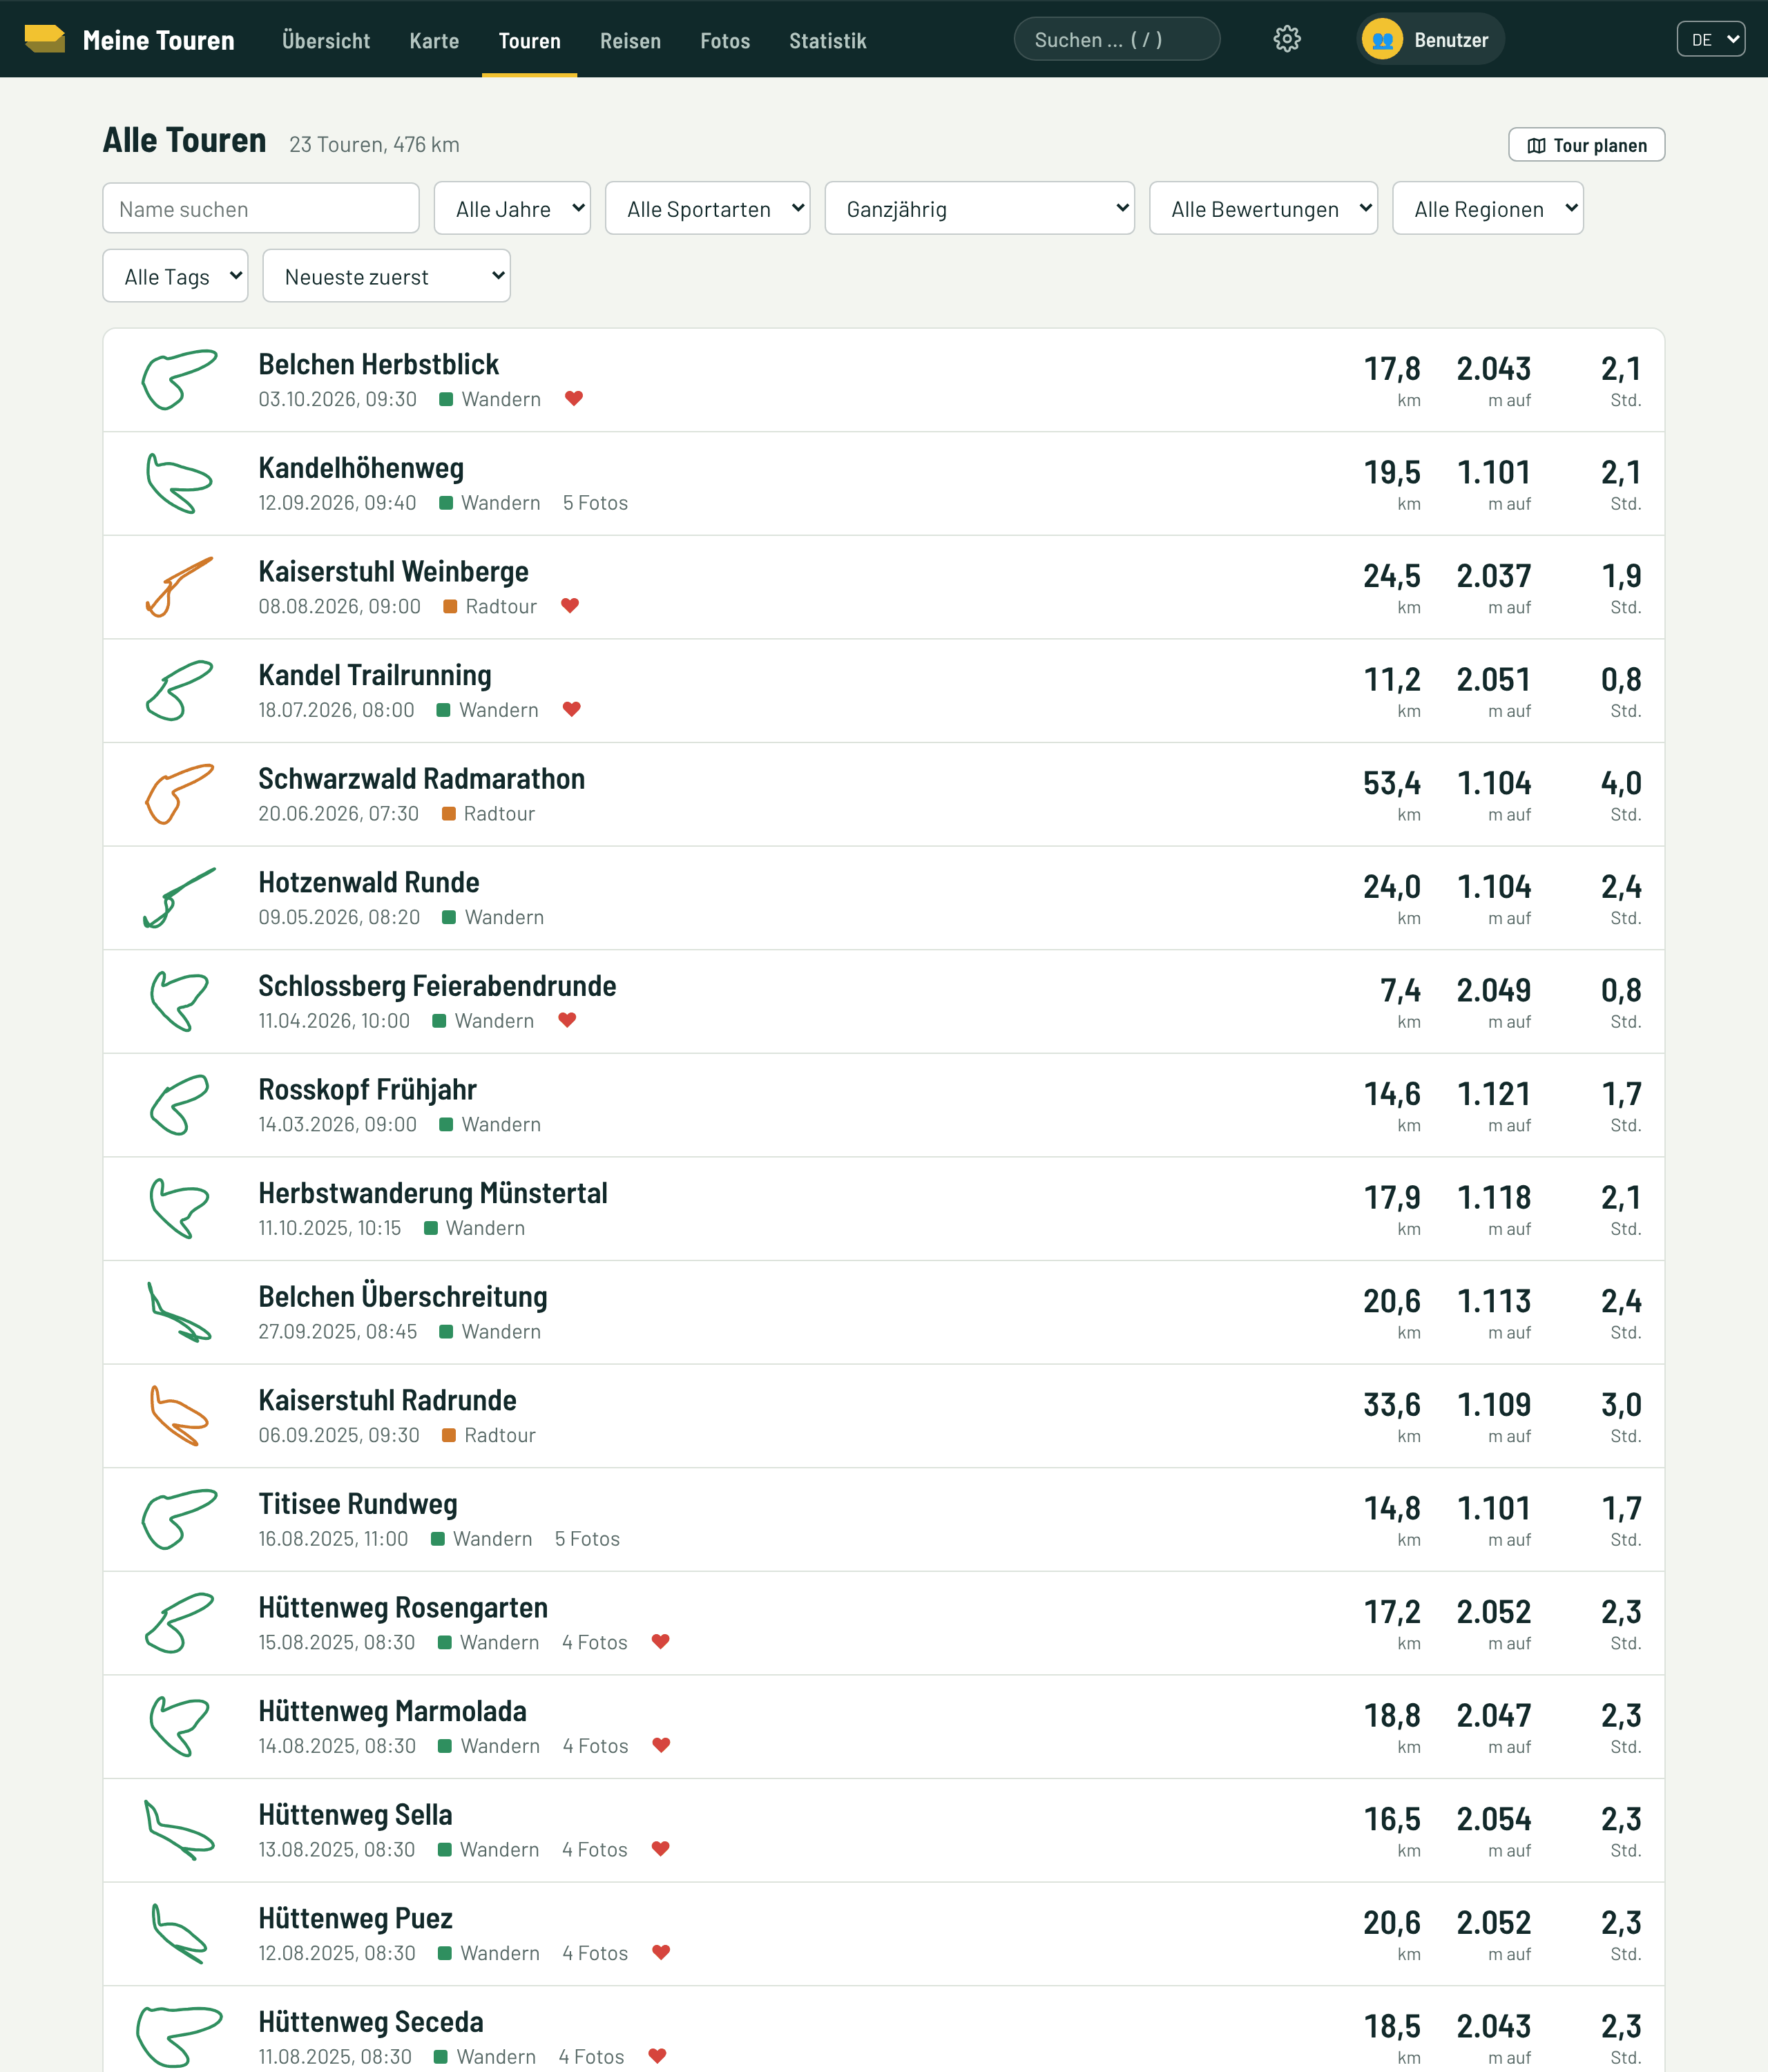 Meine Touren Übersicht Karte Touren Reisen Fotos Statistik Suchen ... ( / ) Benutzer DE
Alle Touren 23 Touren, 476 km Tour planen
Name suchen Alle Jahre Alle Sportarten Ganzjährig Alle Bewertungen Alle Regionen
Alle Tags Neueste zuerst
Belchen Herbstblick 17,8 2.043 2,1
03.10.2026, 09:30 Wandern km m auf Std.
Kandelhöhenweg 19,5 1.101 2,1
12.09.2026, 09:40 Wandern 5 Fotos km m auf Std.
Kaiserstuhl Weinberge 24,5 2.037 1,9
08.08.2026, 09:00 Radtour km m auf Std.
Kandel Trailrunning 11,2 2.051 0,8
18.07.2026, 08:00 Wandern km m auf Std.
Schwarzwald Radmarathon 53,4 1.104 4,0
20.06.2026, 07:30 Radtour km m auf Std.
Hotzenwald Runde 24,0 1.104 2,4
09.05.2026, 08:20 Wandern km m auf Std.
Schlossberg Feierabendrunde 7,4 2.049 0,8
11.04.2026, 10:00 Wandern km m auf Std.
Rosskopf Frühjahr 14,6 1.121 1,7
14.03.2026, 09:00 Wandern km m auf Std.
Herbstwanderung Münstertal 17,9 1.118 2,1
11.10.2025, 10:15 Wandern km m auf Std.
Belchen Überschreitung 20,6 1.113 2,4
27.09.2025, 08:45 Wandern km m auf Std.
Kaiserstuhl Radrunde 33,6 1.109 3,0
06.09.2025, 09:30 Radtour km m auf Std.
Titisee Rundweg 14,8 1.101 1,7
16.08.2025, 11:00 Wandern 5 Fotos km m auf Std.
Hüttenweg Rosengarten 17,2 2.052 2,3
15.08.2025, 08:30 Wandern 4 Fotos km m auf Std.
Hüttenweg Marmolada 18,8 2.047 2,3
14.08.2025, 08:30 Wandern 4 Fotos km m auf Std.
Hüttenweg Sella 16,5 2.054 2,3
13.08.2025, 08:30 Wandern 4 Fotos km m auf Std.
Hüttenweg Puez 20,6 2.052 2,3
12.08.2025, 08:30 Wandern 4 Fotos km m auf Std.
Hüttenweg Seceda 18,5 2.043 2,3
11.08.2025, 08:30 Wandern 4 Fotos km m auf Std.